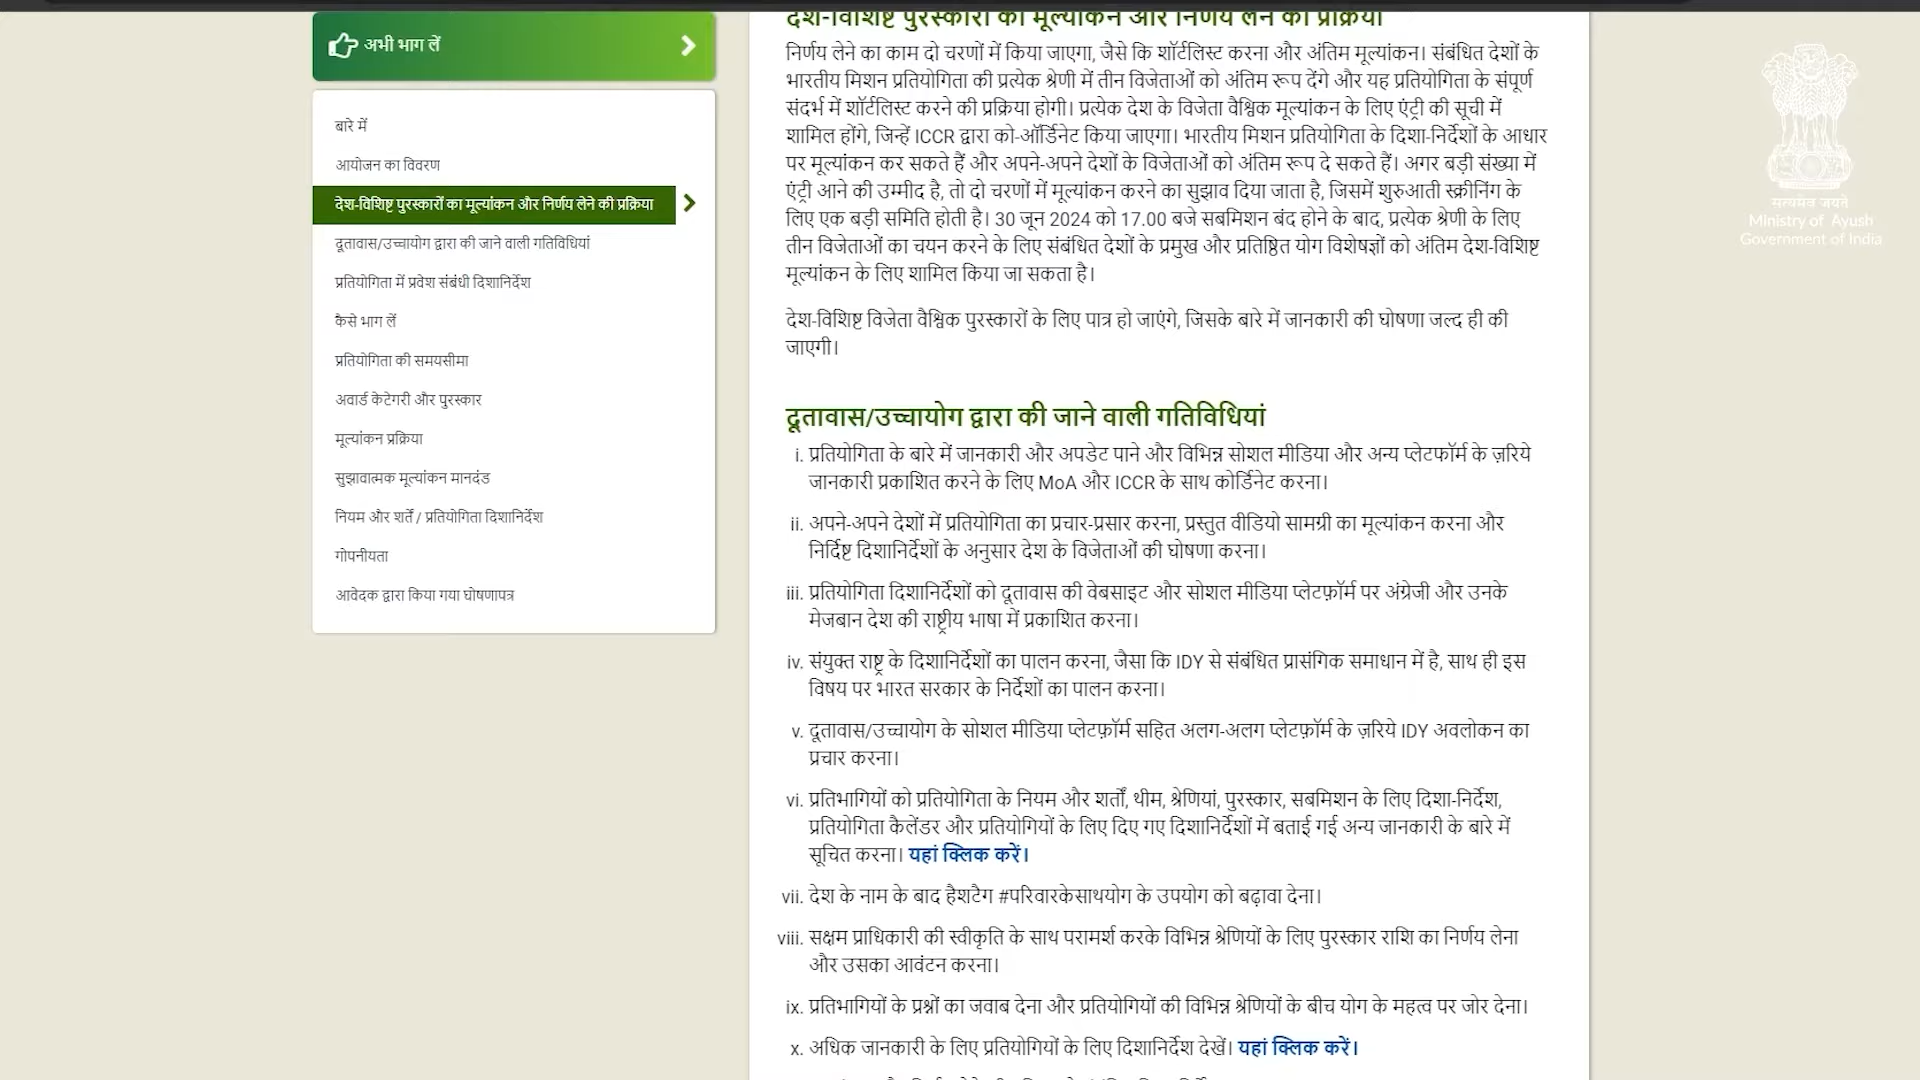 अभी भाग लें
बारे में
आयोजन का विवरण
देश-विशिष्ट पुरस्कारों का मूल्यांकन और निर्णय लेने की प्रक्रिया
दूतावास/उच्चायोग द्वारा की जाने वाली गतिविधियां
प्रतियोगिता में प्रवेश संबंधी दिशानिर्देश
कैसे भाग लें
प्रतियोगिता की समयसीमा
अवार्ड केटेगरी और पुरस्कार
मूल्यांकन प्रक्रिया
सुझावात्मक मूल्यांकन मानदंड
नियम और शर्तें / प्रतियोगिता दिशानिर्देश
गोपनीयता
आवेदक द्वारा किया गया घोषणापत्र
देश-विशिष्ट पुरस्कारों का मूल्यांकन और निर्णय लेने की प्रक्रिया
निर्णय लेने का काम दो चरणों में किया जाएगा, जैसे कि शॉर्टलिस्ट करना और अंतिम मूल्यांकन। संबंधित देशों के
भारतीय मिशन प्रतियोगिता की प्रत्येक श्रेणी में तीन विजेताओं को अंतिम रूप देंगे और यह प्रतियोगिता के संपूर्ण
संदर्भ में शॉर्टलिस्ट करने की प्रक्रिया होगी। प्रत्येक देश के विजेता वैश्विक मूल्यांकन के लिए एंट्री की सूची में
शामिल होंगे, जिन्हें ICCR द्वारा को-ऑर्डिनेट किया जाएगा। भारतीय मिशन प्रतियोगिता के दिशा-निर्देशों के आधार
पर मूल्यांकन कर सकते हैं और अपने-अपने देशों के विजेताओं को अंतिम रूप दे सकते हैं। अगर बड़ी संख्या में
एंट्री आने की उम्मीद है, तो दो चरणों में मूल्यांकन करने का सुझाव दिया जाता है, जिसमें शुरुआती स्क्रीनिंग के
लिए एक बड़ी समिति होती है। 30 जून 2024 को 17.00 बजे सबमिशन बंद होने के बाद, प्रत्येक श्रेणी के लिए
तीन विजेताओं का चयन करने के लिए संबंधित देशों के प्रमुख और प्रतिष्ठित योग विशेषज्ञों को अंतिम देश-विशिष्ट
मूल्यांकन के लिए शामिल किया जा सकता है।
देश-विशिष्ट विजेता वैश्विक पुरस्कारों के लिए पात्र हो जाएंगे, जिसके बारे में जानकारी की घोषणा जल्द ही की
जाएगी।
दूतावास/उच्चायोग द्वारा की जाने वाली गतिविधियां
i. प्रतियोगिता के बारे में जानकारी और अपडेट पाने और विभिन्न सोशल मीडिया और अन्य प्लेटफॉर्म के ज़रिये
जानकारी प्रकाशित करने के लिए MoA और ICCR के साथ कोर्डिनेट करना।
ii. अपने-अपने देशों में प्रतियोगिता का प्रचार-प्रसार करना, प्रस्तुत वीडियो सामग्री का मूल्यांकन करना और
निर्दिष्ट दिशानिर्देशों के अनुसार देश के विजेताओं की घोषणा करना।
iii. प्रतियोगिता दिशानिर्देशों को दूतावास की वेबसाइट और सोशल मीडिया प्लेटफ़ॉर्म पर अंग्रेजी और उनके
मेजबान देश की राष्ट्रीय भाषा में प्रकाशित करना।
iv. संयुक्त राष्ट्र के दिशानिर्देशों का पालन करना, जैसा कि IDY से संबंधित प्रासंगिक समाधान में है, साथ ही इस
विषय पर भारत सरकार के निर्देशों का पालन करना।
v. दूतावास/उच्चायोग के सोशल मीडिया प्लेटफ़ॉर्म सहित अलग-अलग प्लेटफ़ॉर्म के ज़रिये IDY अवलोकन का
प्रचार करना।
vi. प्रतिभागियों को प्रतियोगिता के नियम और शर्तों, थीम, श्रेणियां, पुरस्कार, सबमिशन के लिए दिशा-निर्देश,
प्रतियोगिता कैलेंडर और प्रतियोगियों के लिए दिए गए दिशानिर्देशों में बताई गई अन्य जानकारी के बारे में
सूचित करना। यहां क्लिक करें।
vii. देश के नाम के बाद हैशटैग #परिवारकेसाथयोग के उपयोग को बढ़ावा देना।
viii. सक्षम प्राधिकारी की स्वीकृति के साथ परामर्श करके विभिन्न श्रेणियों के लिए पुरस्कार राशि का निर्णय लेना
और उसका आवंटन करना।
ix. प्रतिभागियों के प्रश्नों का जवाब देना और प्रतियोगियों की विभिन्न श्रेणियों के बीच योग के महत्व पर जोर देना।
x. अधिक जानकारी के लिए प्रतियोगियों के लिए दिशानिर्देश देखें। यहां क्लिक करें।
सत्यमेव जयते
Ministry of Ayush
Government of India